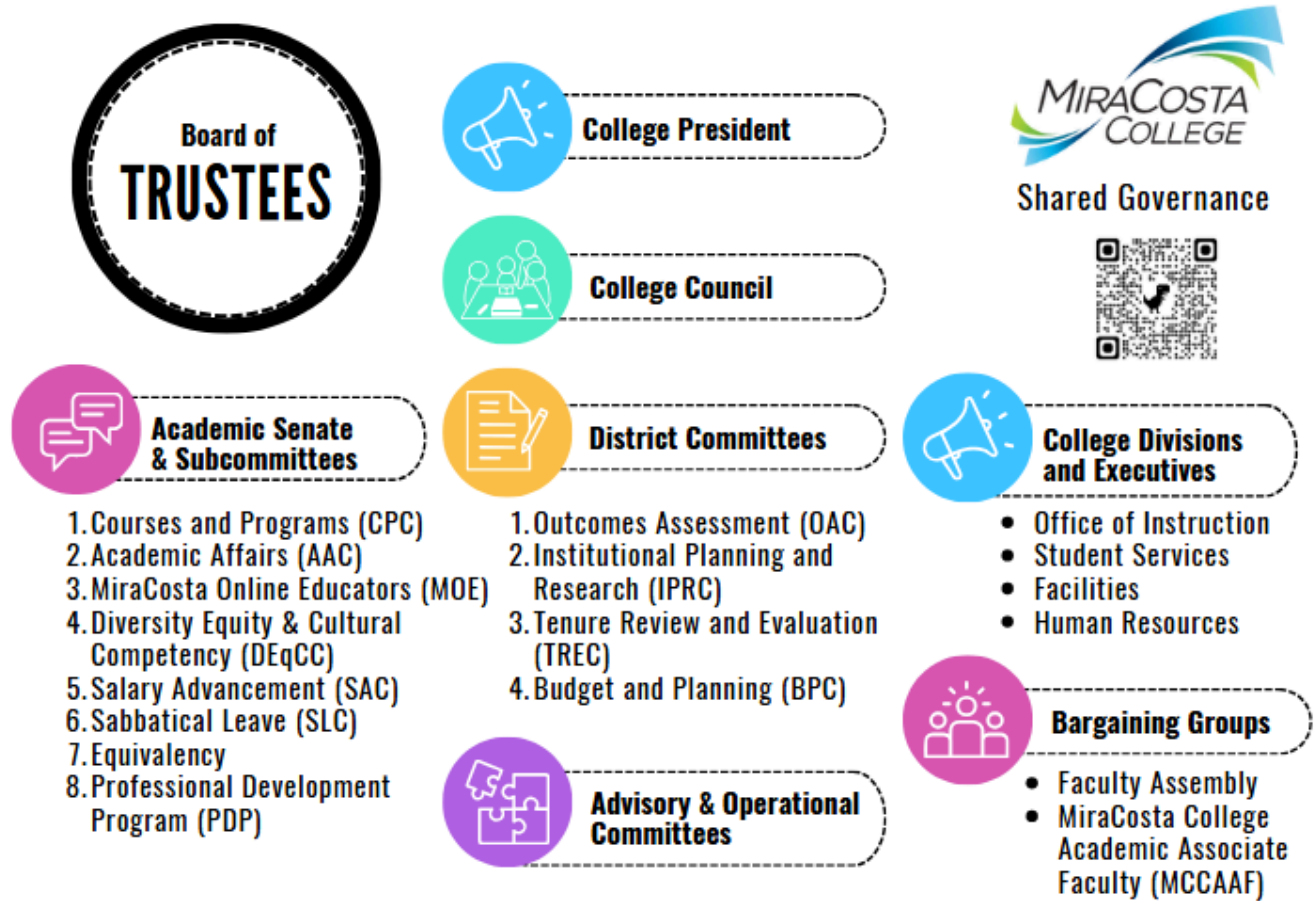 Board of
TRUSTEES
College President
College Council
MIRACOSTA
COLLEGE
Shared Governance
Academic Senate
& Subcommittees
1. Courses and Programs (CPC)
2. Academic Affairs (AAC)
3. MiraCosta Online Educators (MOE)
4. Diversity Equity & Cultural
Competency (DEqCC)
5. Salary Advancement (SAC)
6. Sabbatical Leave (SLC)
7. Equivalency
8. Professional Development
Program (PDP)
District Committees
1. Outcomes Assessment (OAC)
2. Institutional Planning and
Research (IPRC)
3. Tenure Review and Evaluation
(TREC)
4. Budget and Planning (BPC)
Advisory & Operational
Committees
College Divisions
and Executives
• Office of Instruction
• Student Services
• Facilities
• Human Resources
Bargaining Groups
• Faculty Assembly
• MiraCosta College
Academic Associate
Faculty (MCCAAF)